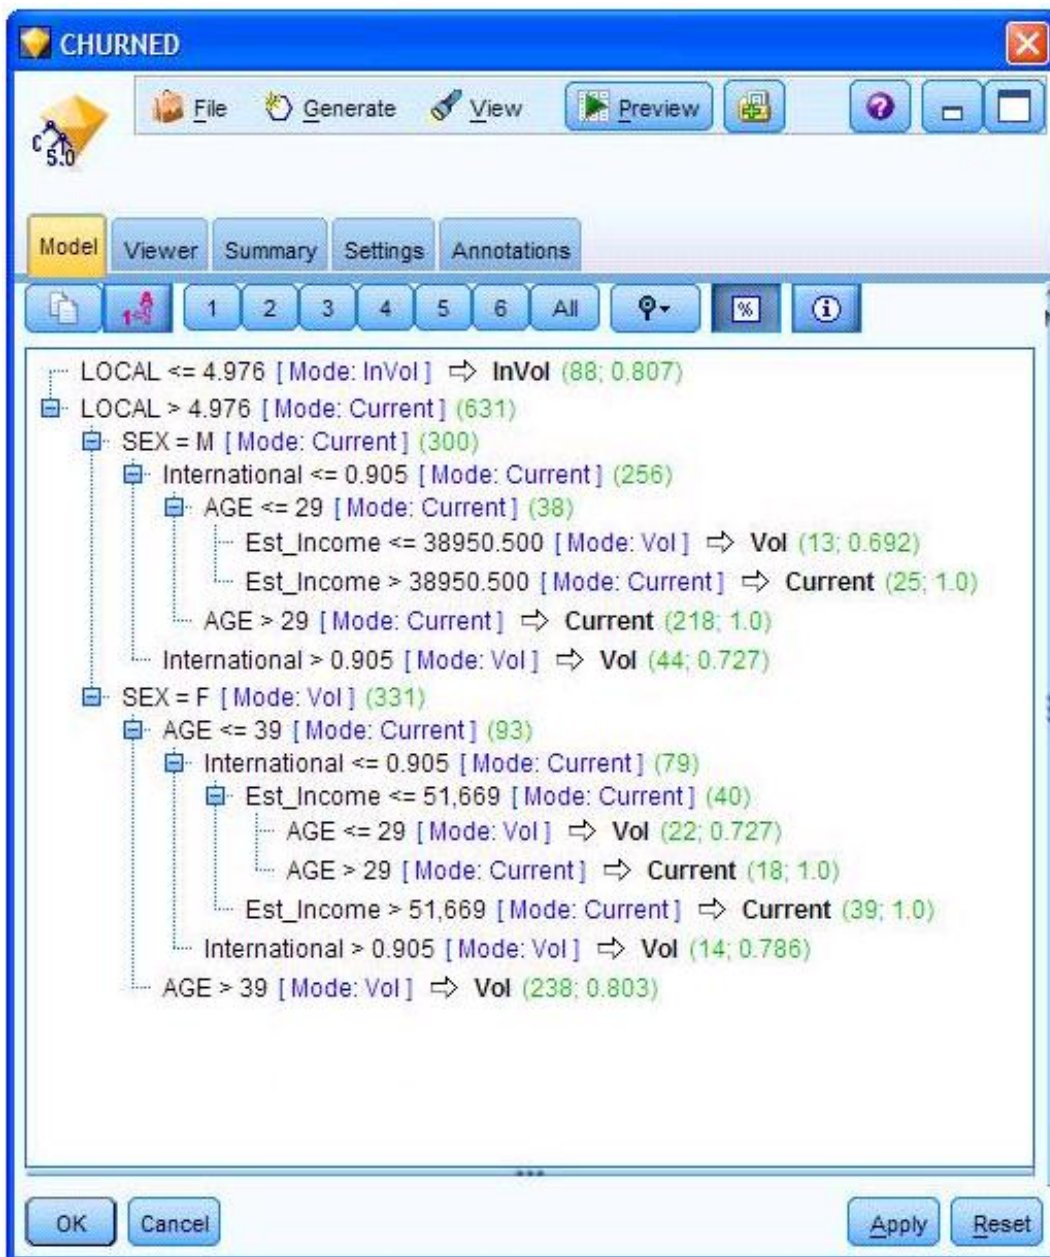 CHURNED
File Generate View Preview
C 5.0
Model Viewer Summary Settings Annotations
1 2 3 4 5 6 All %
LOCAL <= 4.976 [ Mode: InVol ] ⇨ InVol (88; 0.807)
LOCAL > 4.976 [ Mode: Current ] (631)
SEX = M [ Mode: Current ] (300)
International <= 0.905 [ Mode: Current ] (256)
AGE <= 29 [ Mode: Current ] (38)
Est_Income <= 38950.500 [ Mode: Vol ] ⇨ Vol (13; 0.692)
Est_Income > 38950.500 [ Mode: Current ] ⇨ Current (25; 1.0)
AGE > 29 [ Mode: Current ] ⇨ Current (218; 1.0)
International > 0.905 [ Mode: Vol ] ⇨ Vol (44; 0.727)
SEX = F [ Mode: Vol ] (331)
AGE <= 39 [ Mode: Current ] (93)
International <= 0.905 [ Mode: Current ] (79)
Est_Income <= 51,669 [ Mode: Current ] (40)
AGE <= 29 [ Mode: Vol ] ⇨ Vol (22; 0.727)
AGE > 29 [ Mode: Current ] ⇨ Current (18; 1.0)
Est_Income > 51,669 [ Mode: Current ] ⇨ Current (39; 1.0)
International > 0.905 [ Mode: Vol ] ⇨ Vol (14; 0.786)
AGE > 39 [ Mode: Vol ] ⇨ Vol (238; 0.803)
OK Cancel Apply Reset